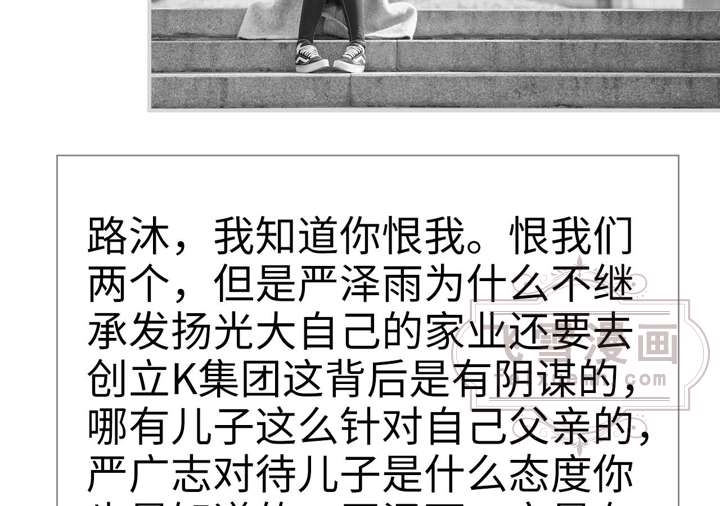 路沐，我知道你恨我。恨我们
两个，但是严泽雨为什么不继
承发扬光大自己的家业还要去
创立K集团这背后是有阴谋的，
哪有儿子这么针对自己父亲的，
严广志对待儿子是什么态度你
飞雪漫画